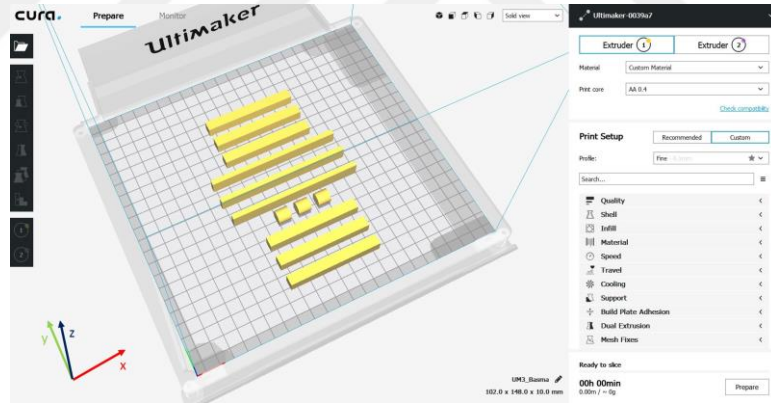 cura.
Prepare
Monitor
Solid view
Ultimaker-0039a7
Ultimaker
Extruder 1
Extruder 2
Material
Custom Material
Print core
AA 0.4
Check compatibility
Print Setup
Recommended
Custom
Profile:
Fine
Search...
Quality
Shell
Infill
Material
Speed
Travel
Cooling
Support
Build Plate Adhesion
Dual Extrusion
Mesh Fixes
Ready to slice
1
2
y
z
x
UM3_Basma
102.0 x 148.0 x 10.0 mm
00h 00min
0.00m / ~ 0g
Prepare